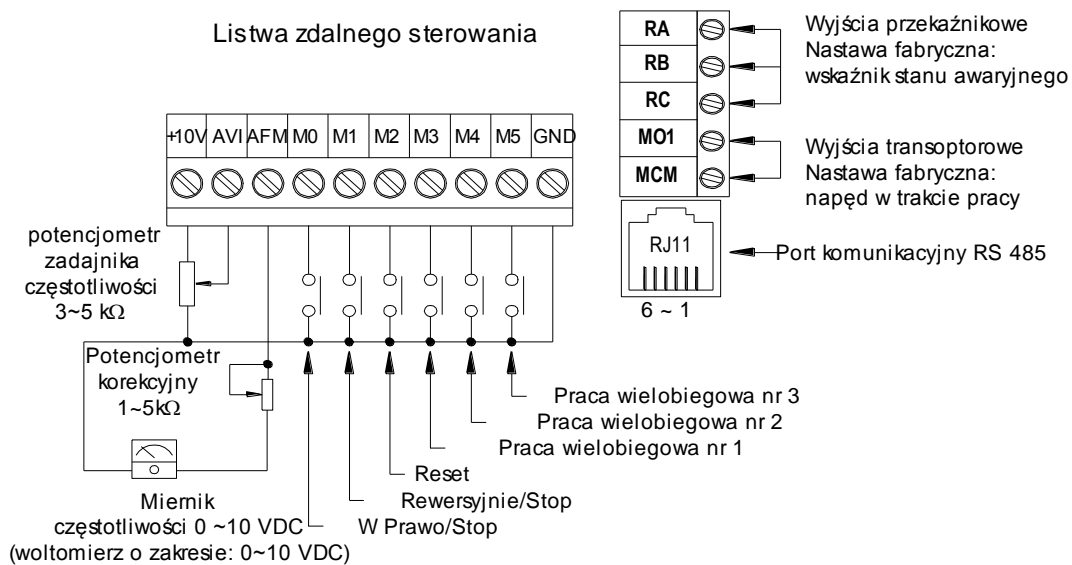 Listwa zdalnego sterowania
+10V AVI AFM M0 M1 M2 M3 M4 M5 GND
potencjometr
zadajnika
częstotliwości
3~5 kΩ
Potencjometr
korekcyjny
1~5kΩ
Miernik
częstotliwości 0 ~10 VDC
(woltomierz o zakresie: 0~10 VDC)
Praca wielobiegowa nr 3
Praca wielobiegowa nr 2
Praca wielobiegowa nr 1
Reset
Rewersyjnie/Stop
W Prawo/Stop
RA
RB
RC
MO1
MCM
Wyjścia przekaźnikowe
Nastawa fabryczna:
wskaźnik stanu awaryjnego
Wyjścia transoptorowe
Nastawa fabryczna:
napęd w trakcie pracy
RJ11
6 ~ 1
Port komunikacyjny RS 485